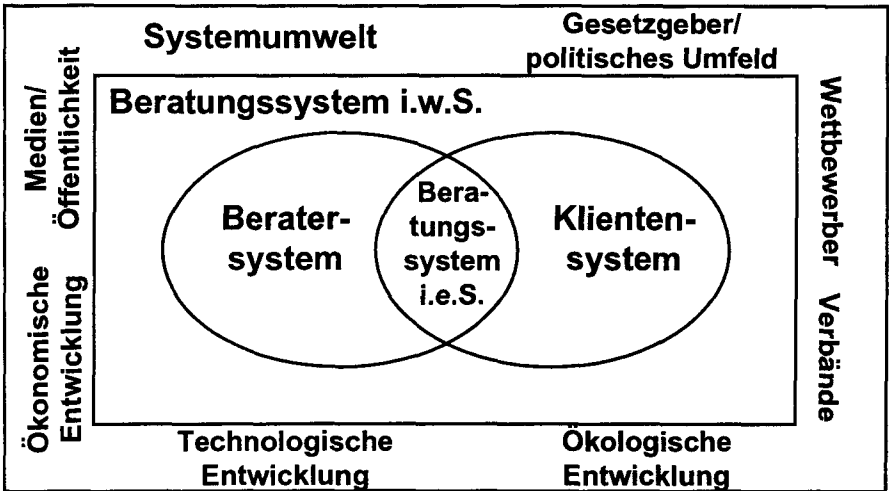 Systemumwelt
Gesetzgeber/
politisches Umfeld
Medien/
Öffentlichkeit
Ökonomische
Entwicklung
Beratungssystem i.w.S.
Berater-
system
Bera-
tungs-
system
i.e.S.
Klienten-
system
Wettbewerber
Verbände
Technologische
Entwicklung
Ökologische
Entwicklung